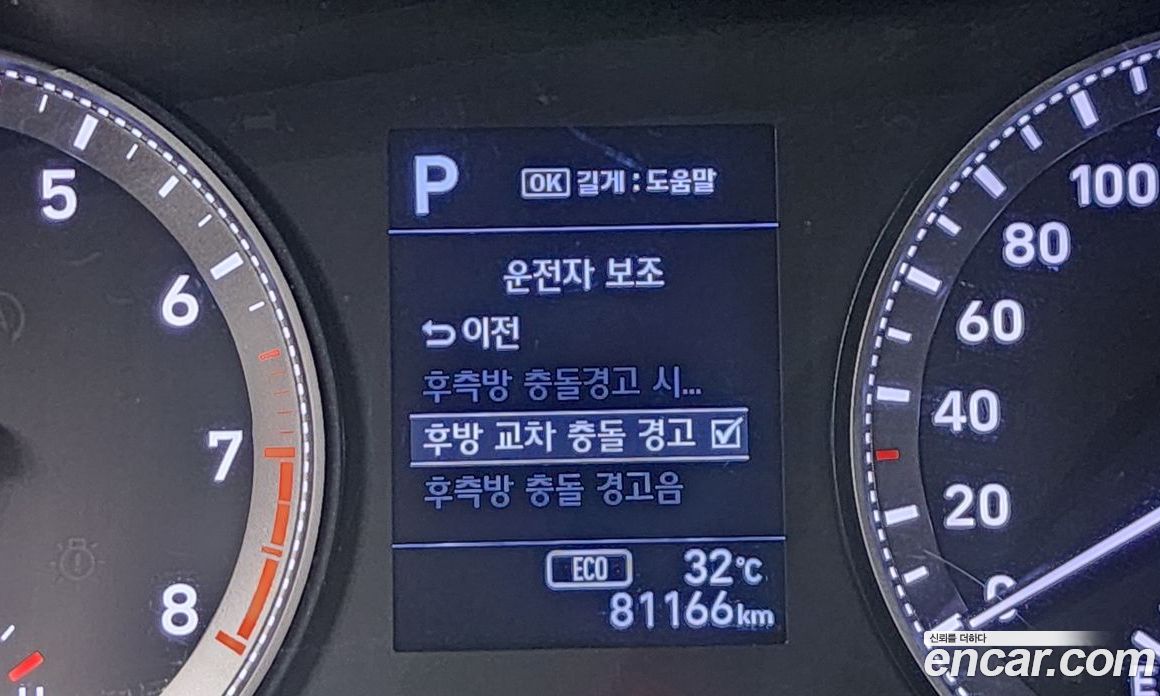 P
OK 길게 : 도움말
운전자 보조
이전
후측방 충돌경고 시...
후방 교차 충돌 경고
후측방 충돌 경고음
ECO 32°C
81166km
5
6
7
8
100
80
60
40
20
0
신뢰를 더하다
encar.com